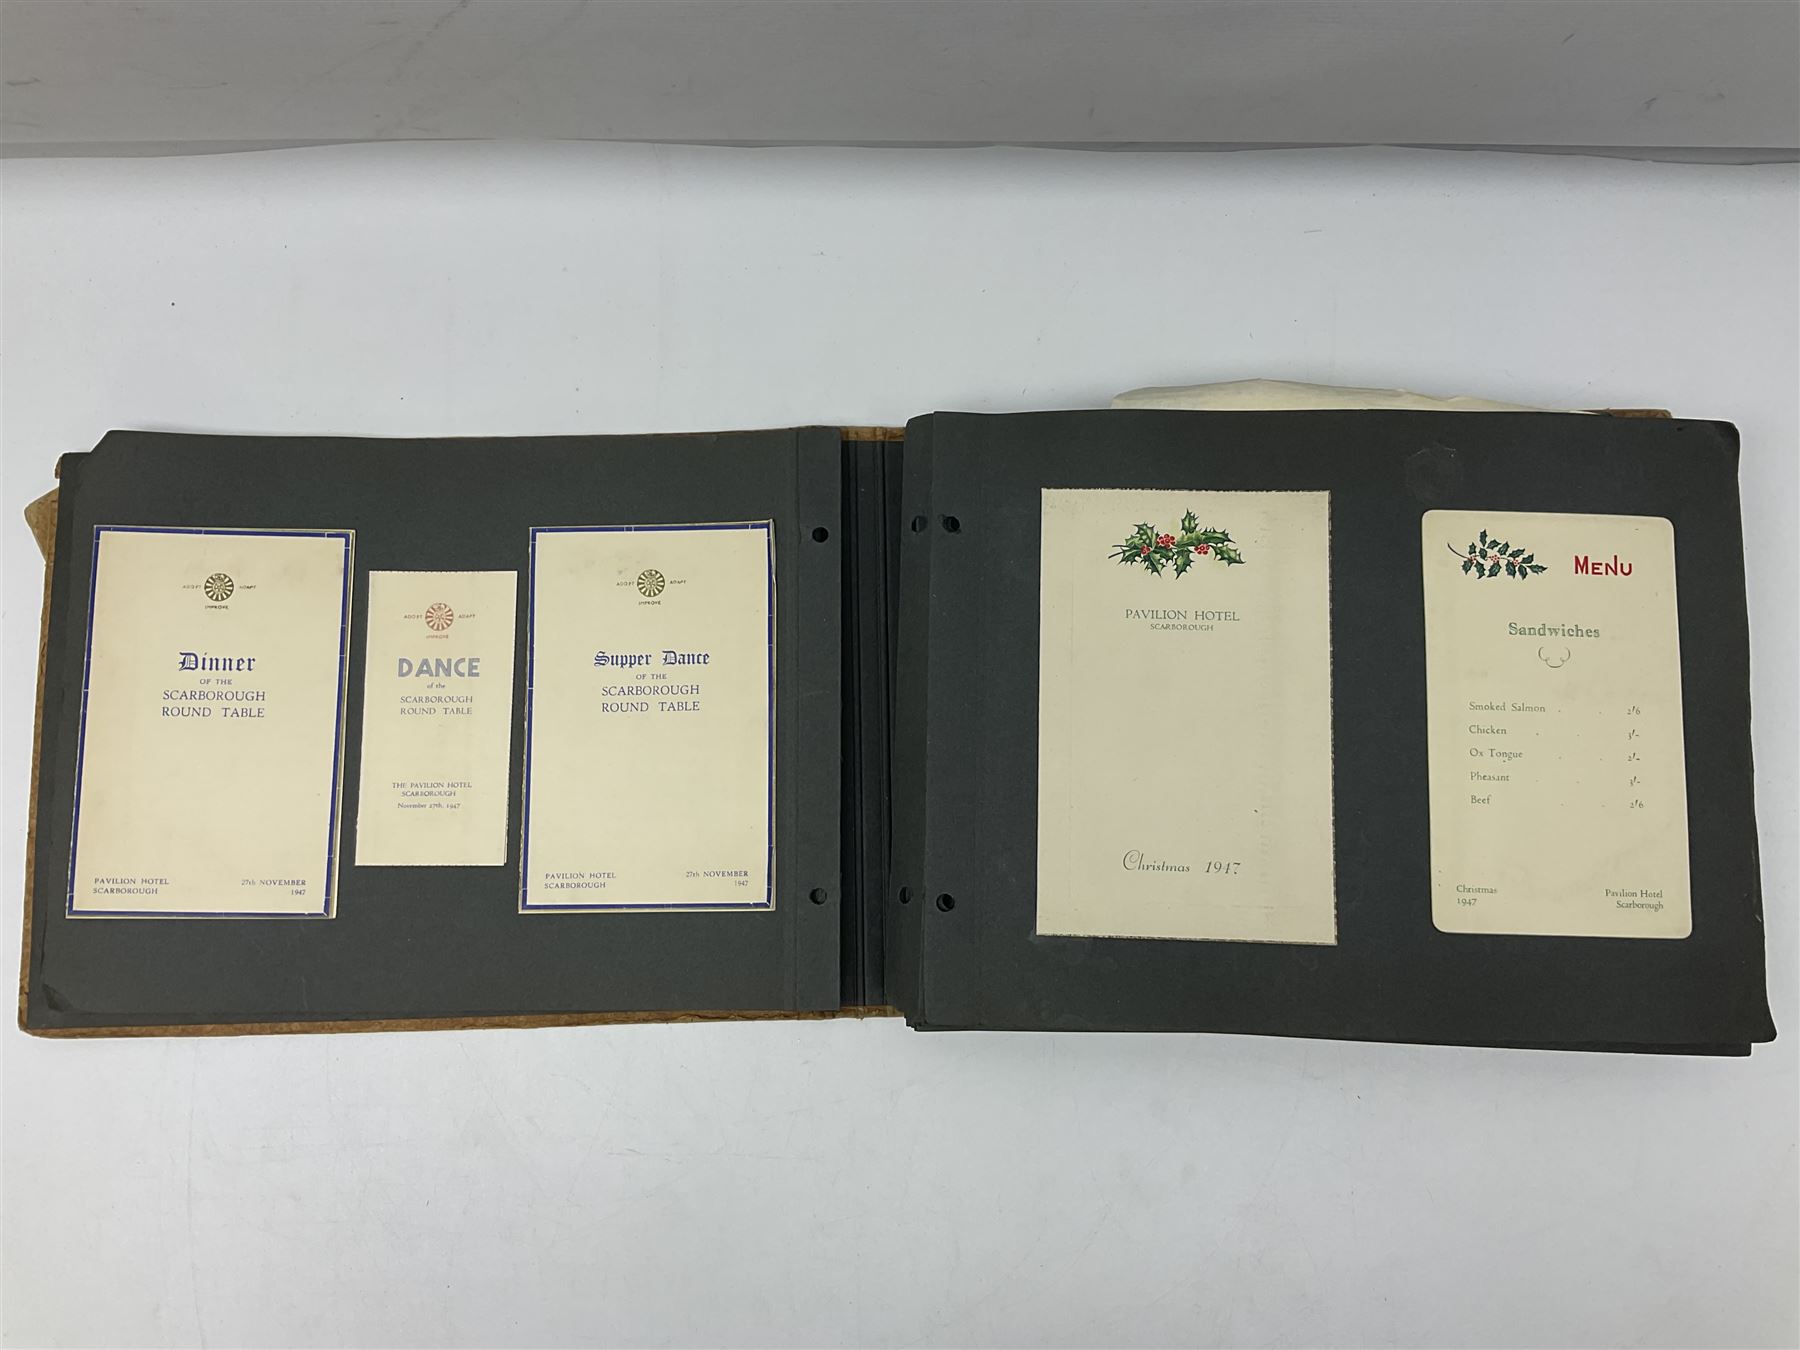 ADOPT ADAPT
IMPROVE
Dinner
OF THE
SCARBOROUGH
ROUND TABLE
PAVILION HOTEL
SCARBOROUGH
27th NOVEMBER
1947
ADOPT ADAPT
IMPROVE
DANCE
of the
SCARBOROUGH
ROUND TABLE
THE PAVILION HOTEL
SCARBOROUGH
November 27th, 1947
ADOPT ADAPT
IMPROVE
Supper Dance
OF THE
SCARBOROUGH
ROUND TABLE
PAVILION HOTEL
SCARBOROUGH
27th NOVEMBER
1947
PAVILION HOTEL
SCARBOROUGH
Christmas 1947
MENU
Sandwiches
Smoked Salmon . . 2/6
Chicken . . 3/-
Ox Tongue . . 2/-
Pheasant . . 3/-
Beef . . 2/6
Christmas
1947
Pavilion Hotel
Scarborough